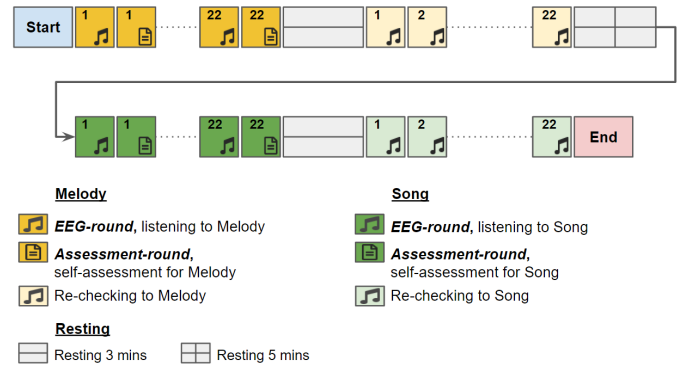 Start 1 1 22 22 1 2 22
1 1 22 22 1 2 22 End
Melody Song
EEG-round, listening to Melody EEG-round, listening to Song
Assessment-round, Assessment-round,
self-assessment for Melody self-assessment for Song
Re-checking to Melody Re-checking to Song
Resting
Resting 3 mins Resting 5 mins